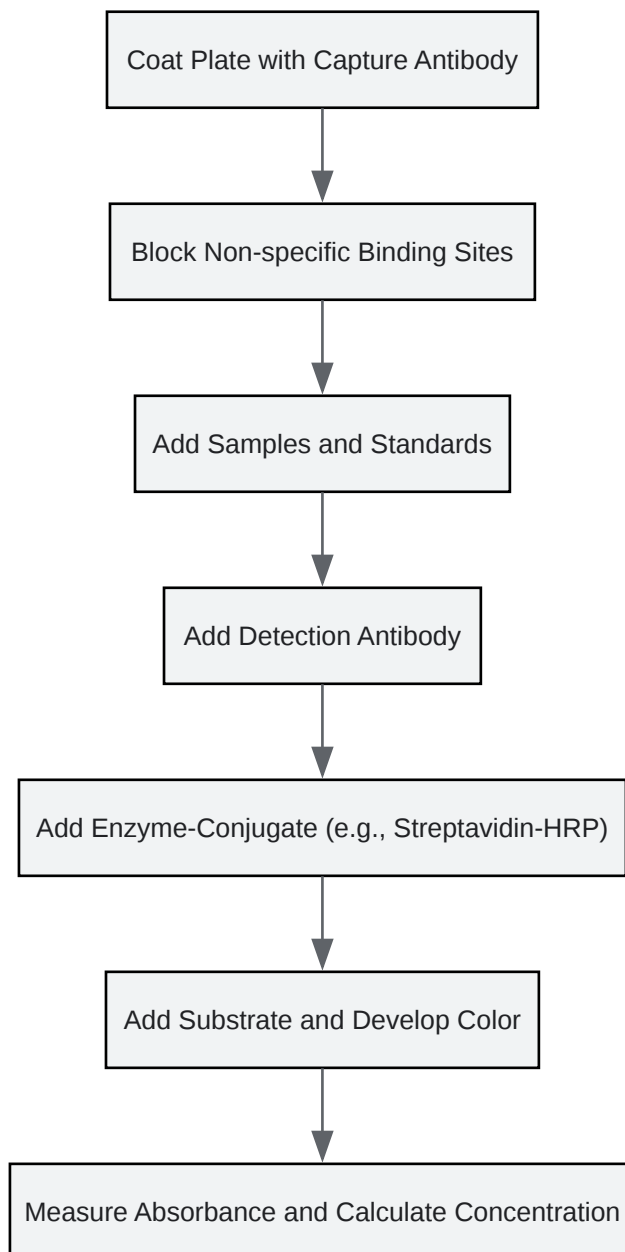 Coat Plate with Capture Antibody
Block Non-specific Binding Sites
Add Samples and Standards
Add Detection Antibody
Add Enzyme-Conjugate (e.g., Streptavidin-HRP)
Add Substrate and Develop Color
Measure Absorbance and Calculate Concentration